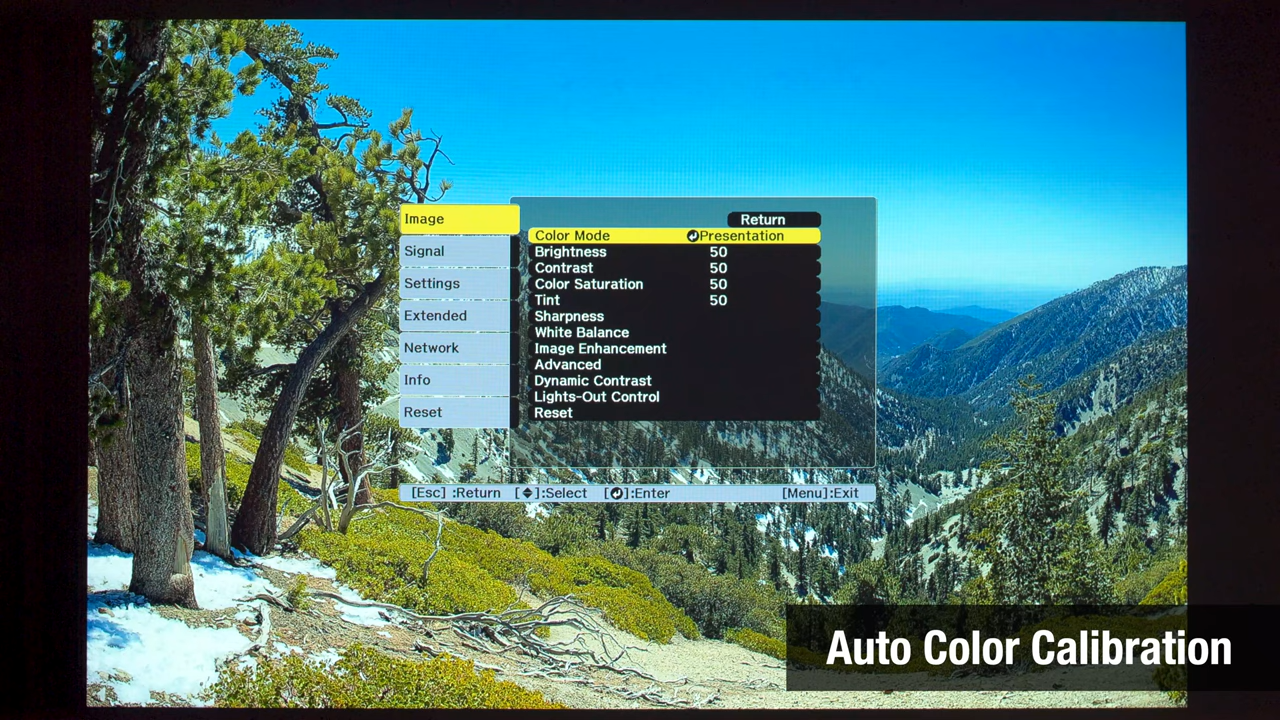 Image
Signal
Settings
Extended
Network
Info
Reset
Return
Color Mode Presentation
Brightness 50
Contrast 50
Color Saturation 50
Tint 50
Sharpness
White Balance
Image Enhancement
Advanced
Dynamic Contrast
Lights-Out Control
Reset
[Esc] :Return [ ]:Select [ ]:Enter [Menu]:Exit
Auto Color Calibration